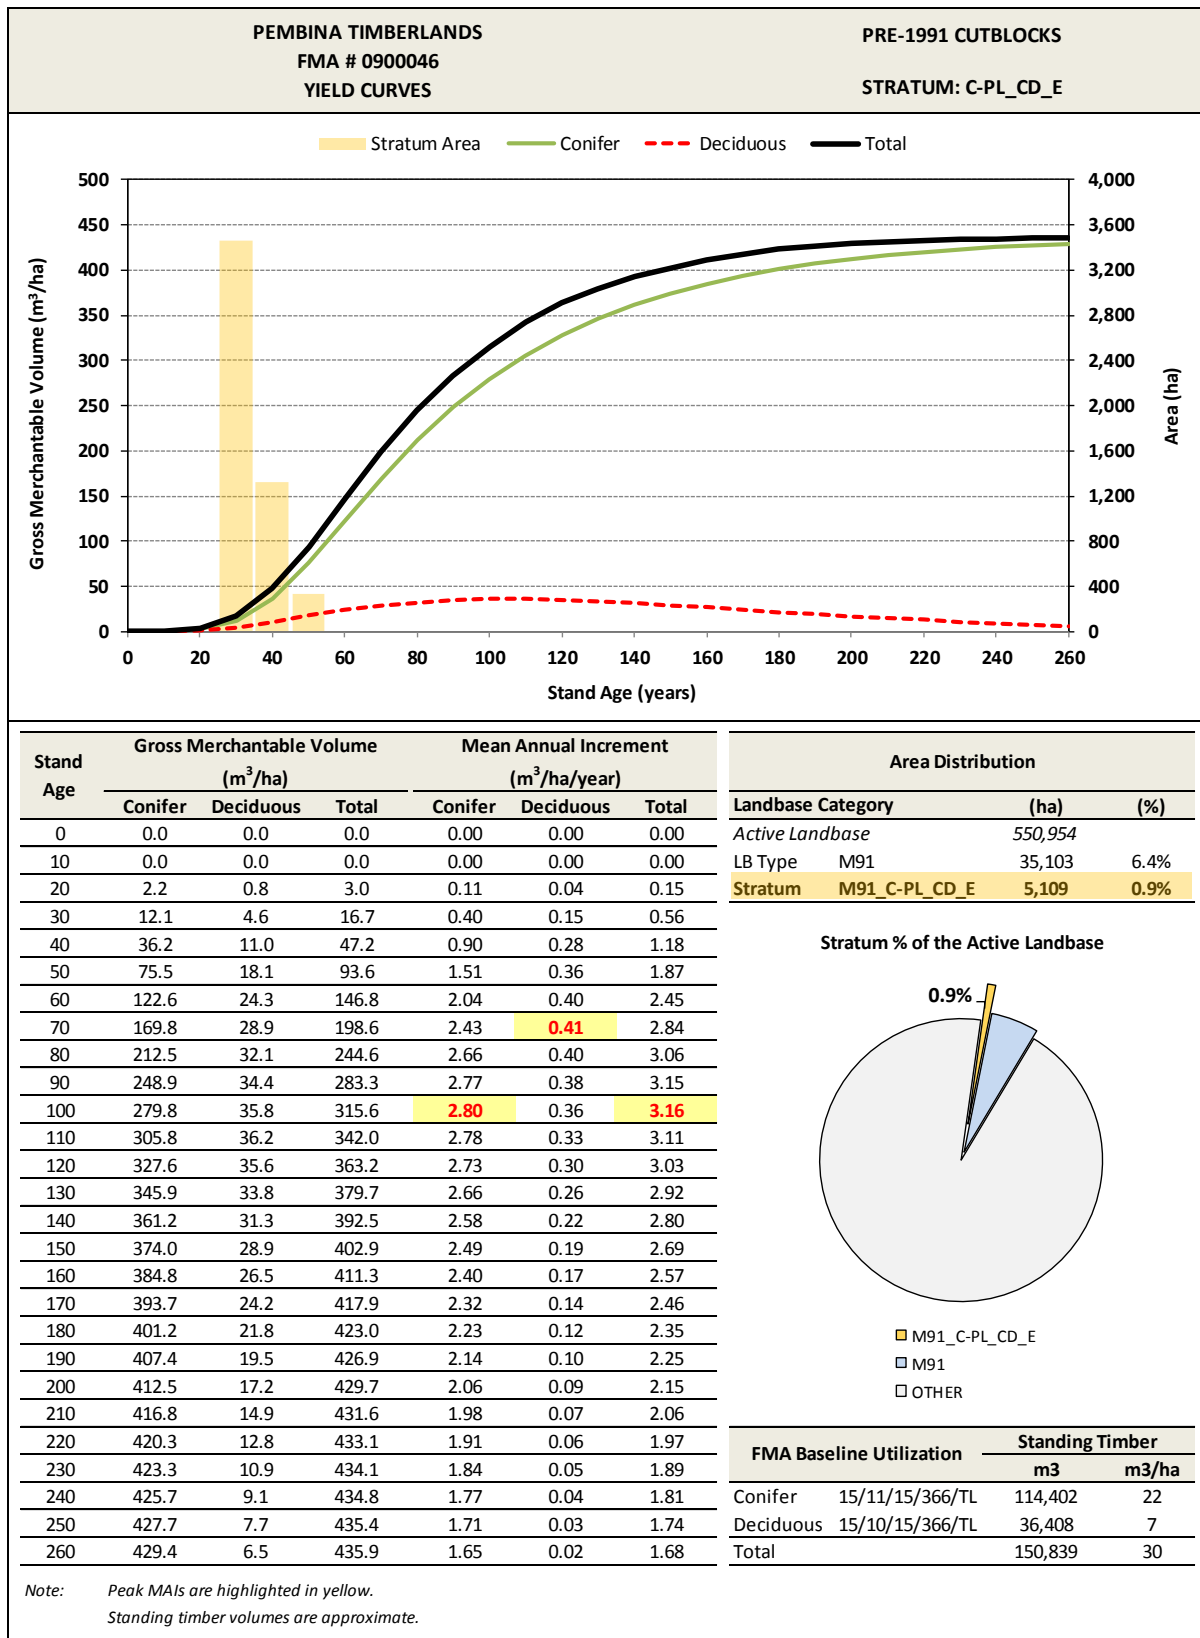 PEMBINA TIMBERLANDS
FMA # 0900046
YIELD CURVES
PRE-1991 CUTBLOCKS
STRATUM: C-PL_CD_E
Stratum Area Conifer Deciduous Total
500
450
400
350
300
250
200
150
100
50
0
Gross Merchantable Volume (m³/ha)
4,000
3,600
3,200
2,800
2,400
2,000
1,600
1,200
800
400
0
Area (ha)
0 20 40 60 80 100 120 140 160 180 200 220 240 260
Stand Age (years)
Stand Age Gross Merchantable Volume (m³/ha) Mean Annual Increment (m³/ha/year)
Conifer Deciduous Total Conifer Deciduous Total
0 0.0 0.0 0.0 0.00 0.00 0.00
10 0.0 0.0 0.0 0.00 0.00 0.00
20 2.2 0.8 3.0 0.11 0.04 0.15
30 12.1 4.6 16.7 0.40 0.15 0.56
40 36.2 11.0 47.2 0.90 0.28 1.18
50 75.5 18.1 93.6 1.51 0.36 1.87
60 122.6 24.3 146.8 2.04 0.40 2.45
70 169.8 28.9 198.6 2.43 0.41 2.84
80 212.5 32.1 244.6 2.66 0.40 3.06
90 248.9 34.4 283.3 2.77 0.38 3.15
100 279.8 35.8 315.6 2.80 0.36 3.16
110 305.8 36.2 342.0 2.78 0.33 3.11
120 327.6 35.6 363.2 2.73 0.30 3.03
130 345.9 33.8 379.7 2.66 0.26 2.92
140 361.2 31.3 392.5 2.58 0.22 2.80
150 374.0 28.9 402.9 2.49 0.19 2.69
160 384.8 26.5 411.3 2.40 0.17 2.57
170 393.7 24.2 417.9 2.32 0.14 2.46
180 401.2 21.8 423.0 2.23 0.12 2.35
190 407.4 19.5 426.9 2.14 0.10 2.25
200 412.5 17.2 429.7 2.06 0.09 2.15
210 416.8 14.9 431.6 1.98 0.07 2.06
220 420.3 12.8 433.1 1.91 0.06 1.97
230 423.3 10.9 434.1 1.84 0.05 1.89
240 425.7 9.1 434.8 1.77 0.04 1.81
250 427.7 7.7 435.4 1.71 0.03 1.74
260 429.4 6.5 435.9 1.65 0.02 1.68
Area Distribution
Landbase Category (ha) (%)
Active Landbase 550,954
LB Type M91 35,103 6.4%
Stratum M91_C-PL_CD_E 5,109 0.9%
Stratum % of the Active Landbase
0.9%
M91_C-PL_CD_E
M91
OTHER
FMA Baseline Utilization Standing Timber
m3 m3/ha
Conifer 15/11/15/366/TL 114,402 22
Deciduous 15/10/15/366/TL 36,408 7
Total 150,839 30
Note: Peak MAIs are highlighted in yellow.
Standing timber volumes are approximate.